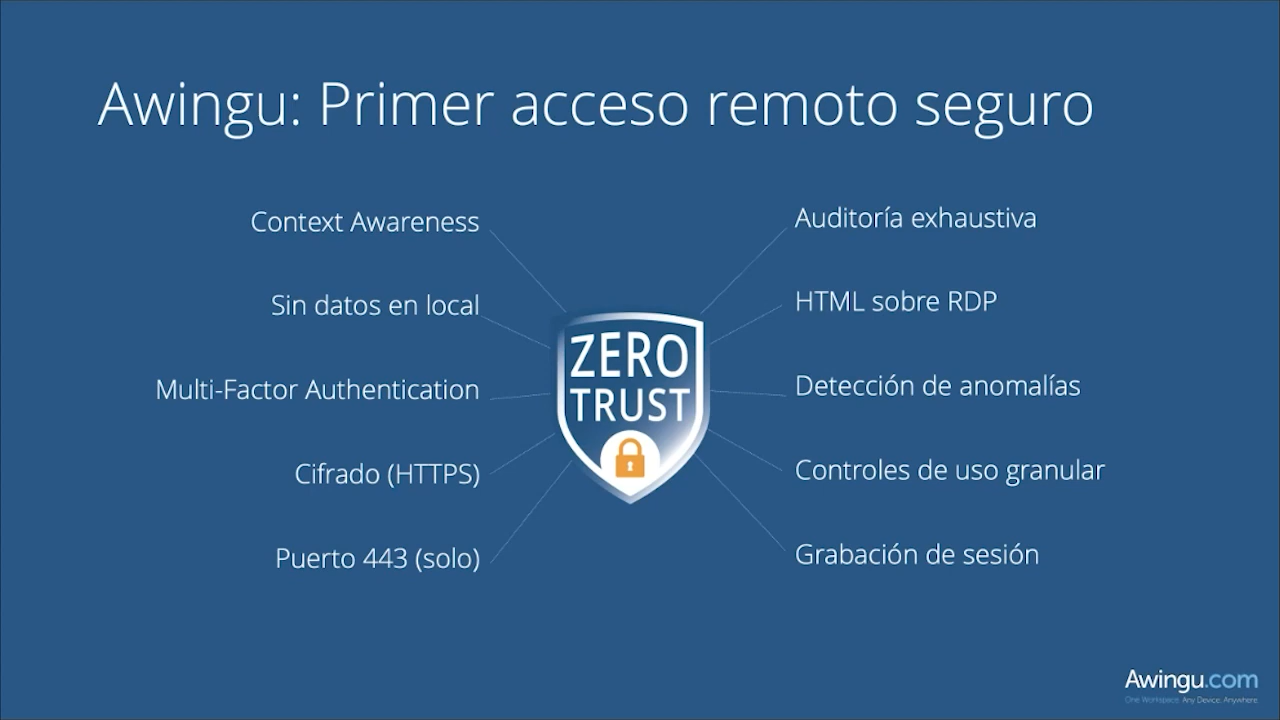 Awingu: Primer acceso remoto seguro
Context Awareness
Sin datos en local
Multi-Factor Authentication
Cifrado (HTTPS)
Puerto 443 (solo)
ZERO
TRUST
Auditoría exhaustiva
HTML sobre RDP
Detección de anomalías
Controles de uso granular
Grabación de sesión
Awingu.com
One Workspace. Any Device. Anywhere.